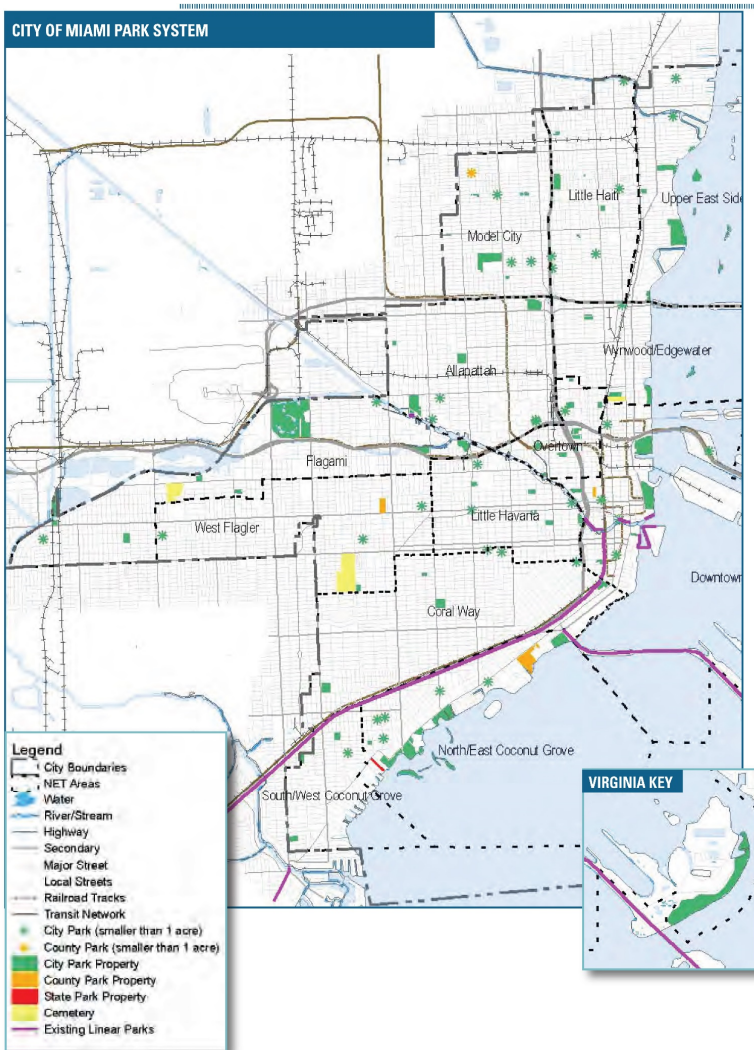 CITY OF MIAMI PARK SYSTEM
Little Haiti
Upper East Side
Model City
Wynwood/Edgewater
Allapattah
Overtown
Flagami
West Flagler
Little Havana
Downtown
Coral Way
North/East Coconut Grove
South/West Coconut Grove
VIRGINIA KEY
Legend
City Boundaries
NET Areas
Water
River/Stream
Highway
Secondary
Major Street
Local Streets
Railroad Tracks
Transit Network
City Park (smaller than 1 acre)
County Park (smaller than 1 acre)
City Park Property
County Park Property
State Park Property
Cemetery
Existing Linear Parks